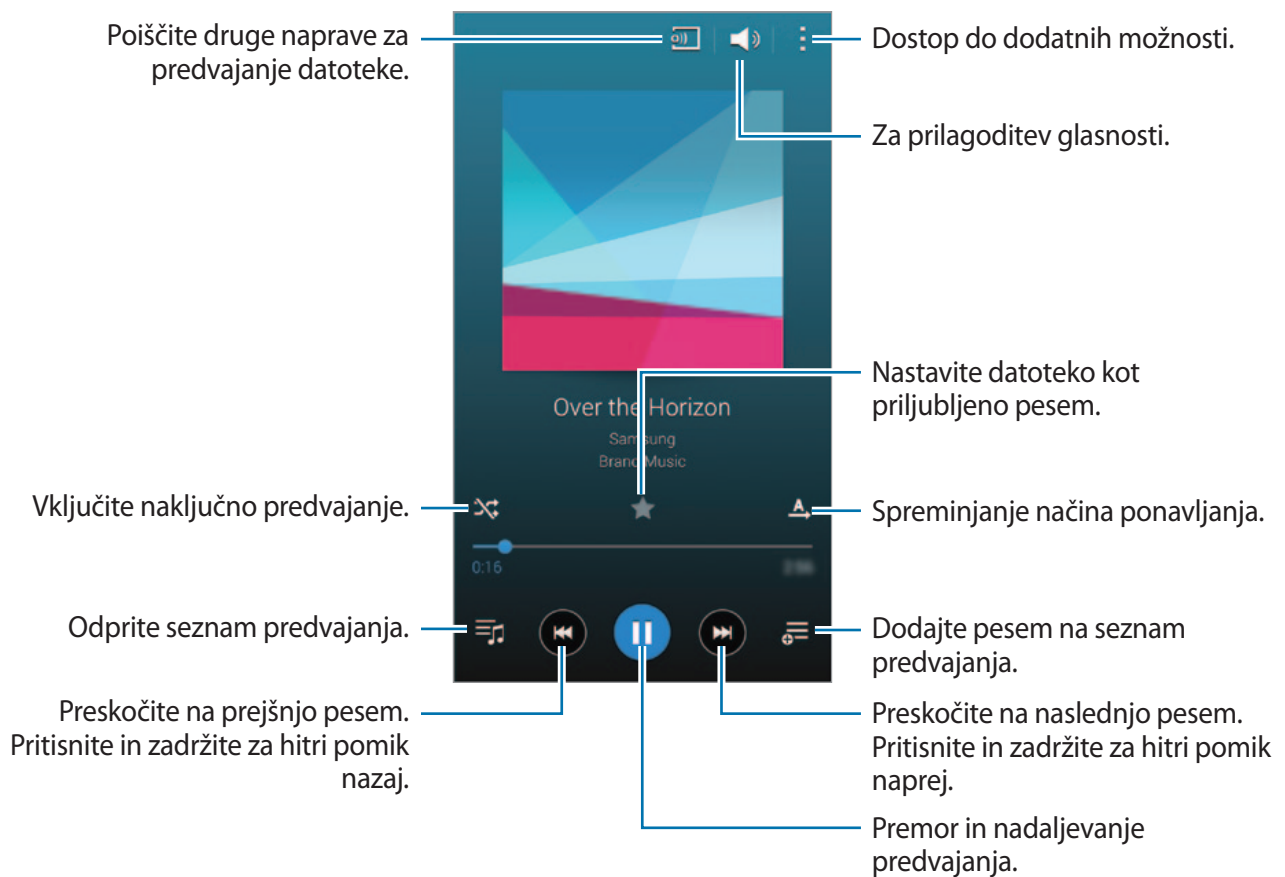 Poiščite druge naprave za
predvajanje datoteke.
Dostop do dodatnih možnosti.
Za prilagoditev glasnosti.
Nastavite datoteko kot
priljubljeno pesem.
Over the Horizon
Samsung
Brand Music
Vključite naključno predvajanje.
A
Spreminjanje načina ponavljanja.
0:16
Odprite seznam predvajanja.
Dodajte pesem na seznam
predvajanja.
Preskočite na prejšnjo pesem.
Pritisnite in zadržite za hitri pomik
nazaj.
Preskočite na naslednjo pesem.
Pritisnite in zadržite za hitri pomik
naprej.
Premor in nadaljevanje
predvajanja.